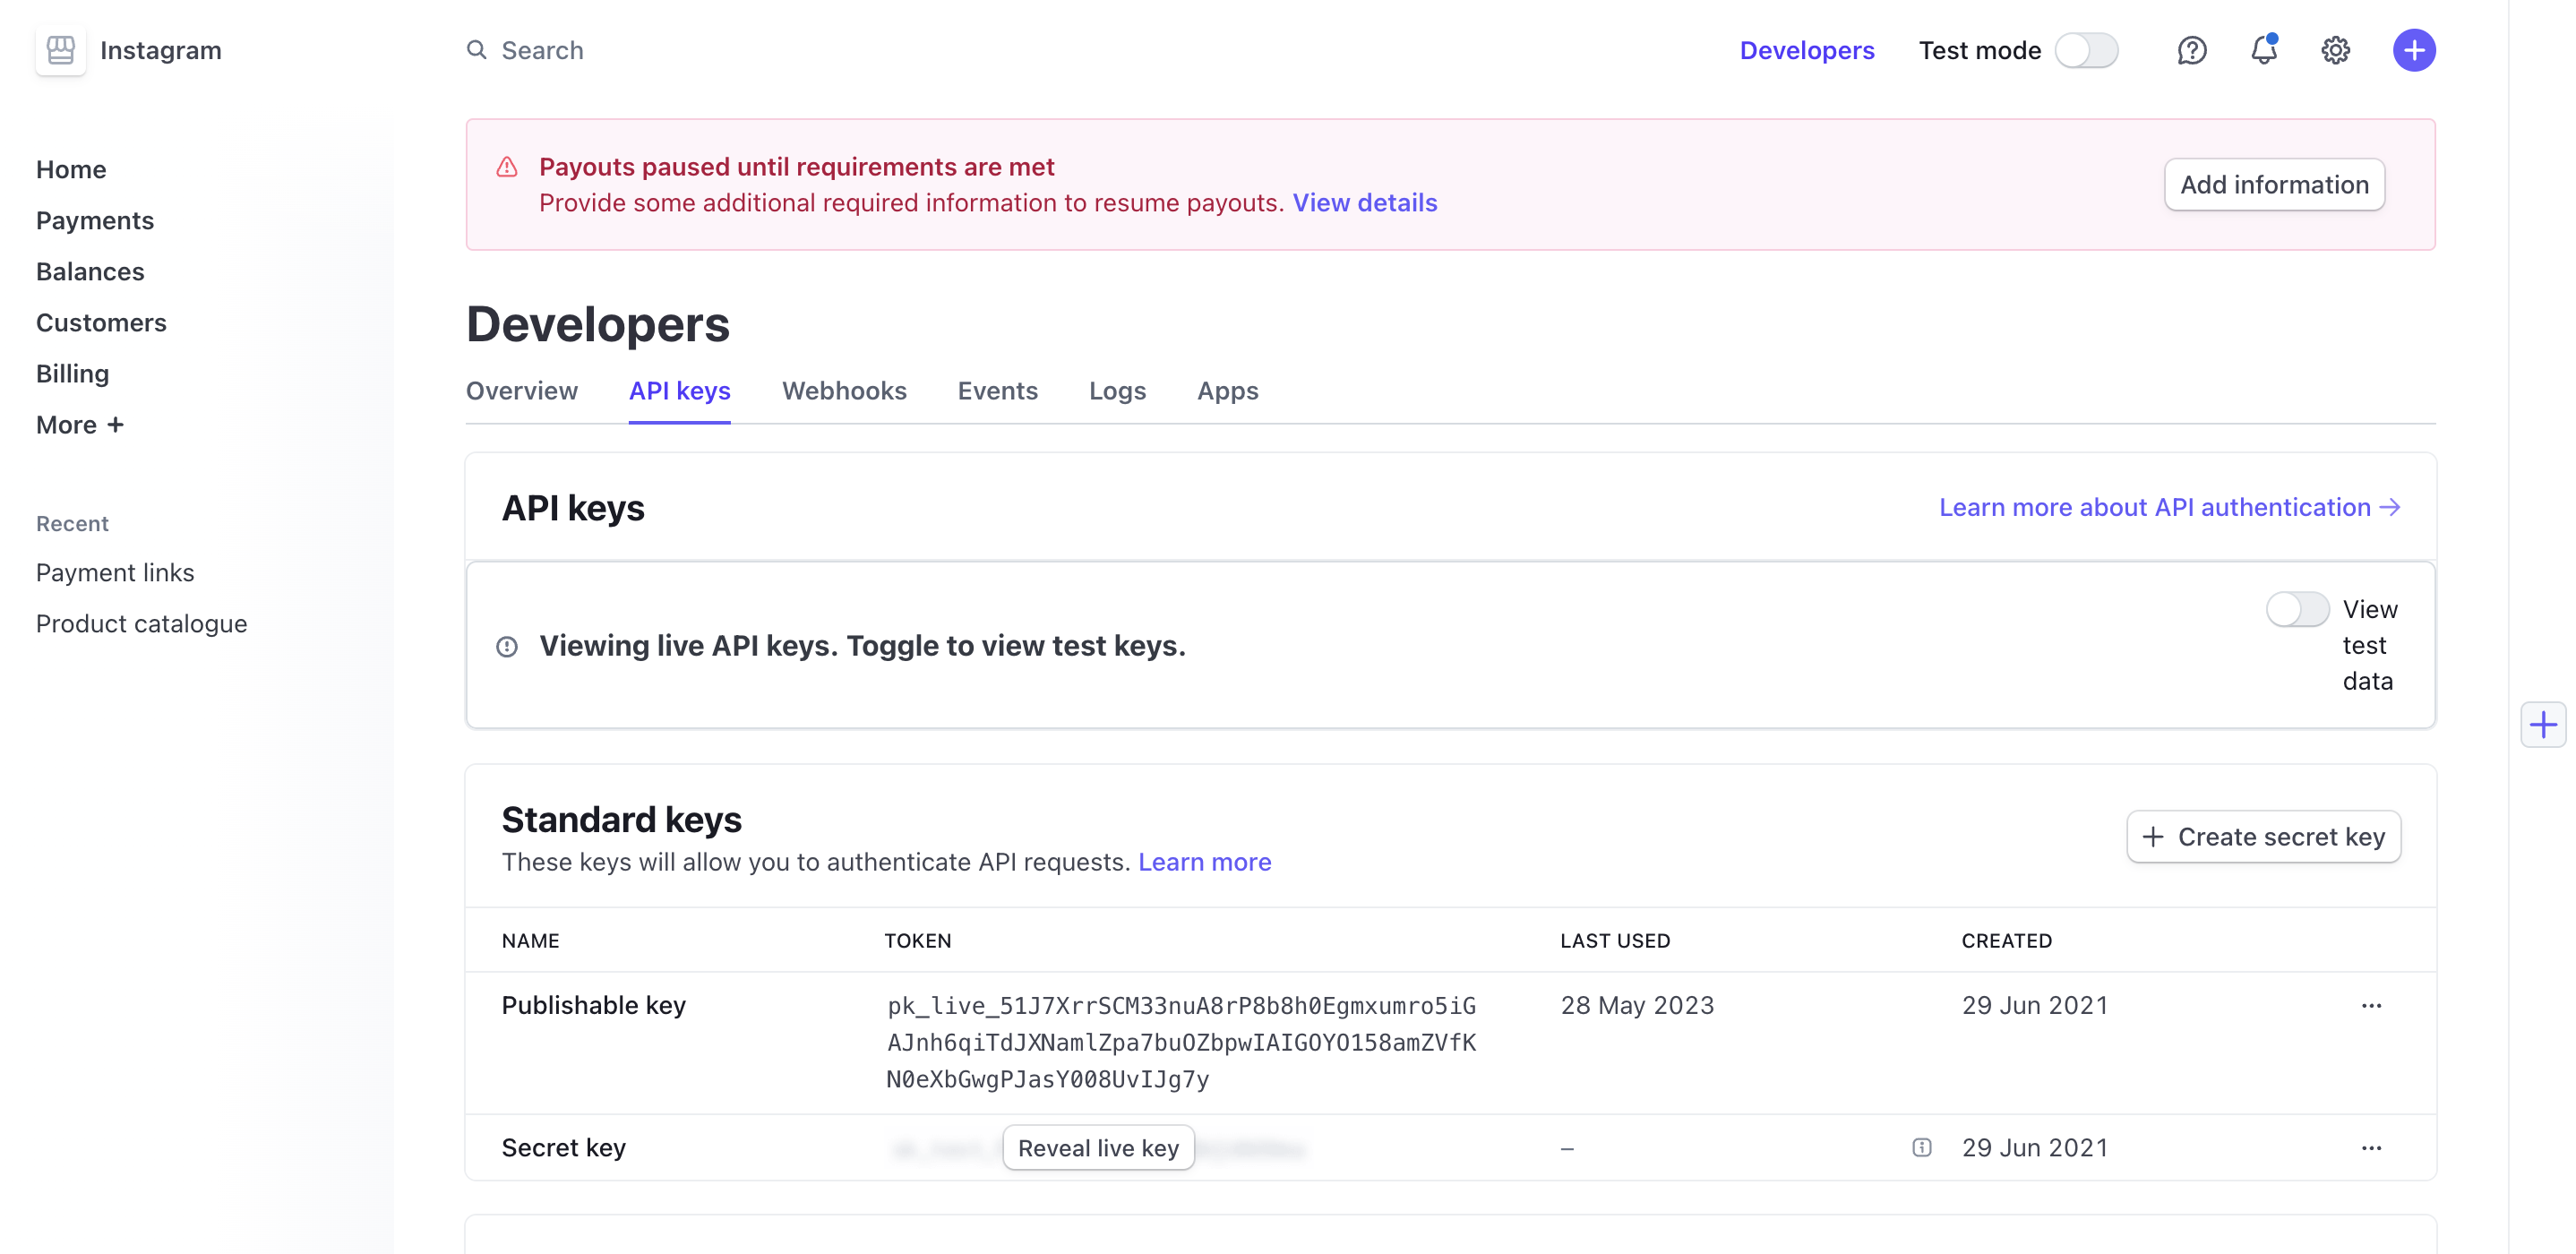 Instagram
Search
Developers
Test mode
Home
Payments
Balances
Customers
Billing
More +
Recent
Payment links
Product catalogue
Payouts paused until requirements are met
Provide some additional required information to resume payouts. View details
Add information
Developers
Overview
API keys
Webhooks
Events
Logs
Apps
API keys
Learn more about API authentication →
Viewing live API keys. Toggle to view test keys.
View
test
data
Standard keys
These keys will allow you to authenticate API requests. Learn more
+ Create secret key
NAME
TOKEN
LAST USED
CREATED
Publishable key
pk_live_51J7XrrSCM33nuA8rP8b8h0Egmxumro5iG
AJnh6qiTdJXNamlZpa7buOZbpwIAIGOYO158amZVfK
N0eXbGwgPJasY008UvIJg7y
28 May 2023
29 Jun 2021
Secret key
Reveal live key
–
29 Jun 2021